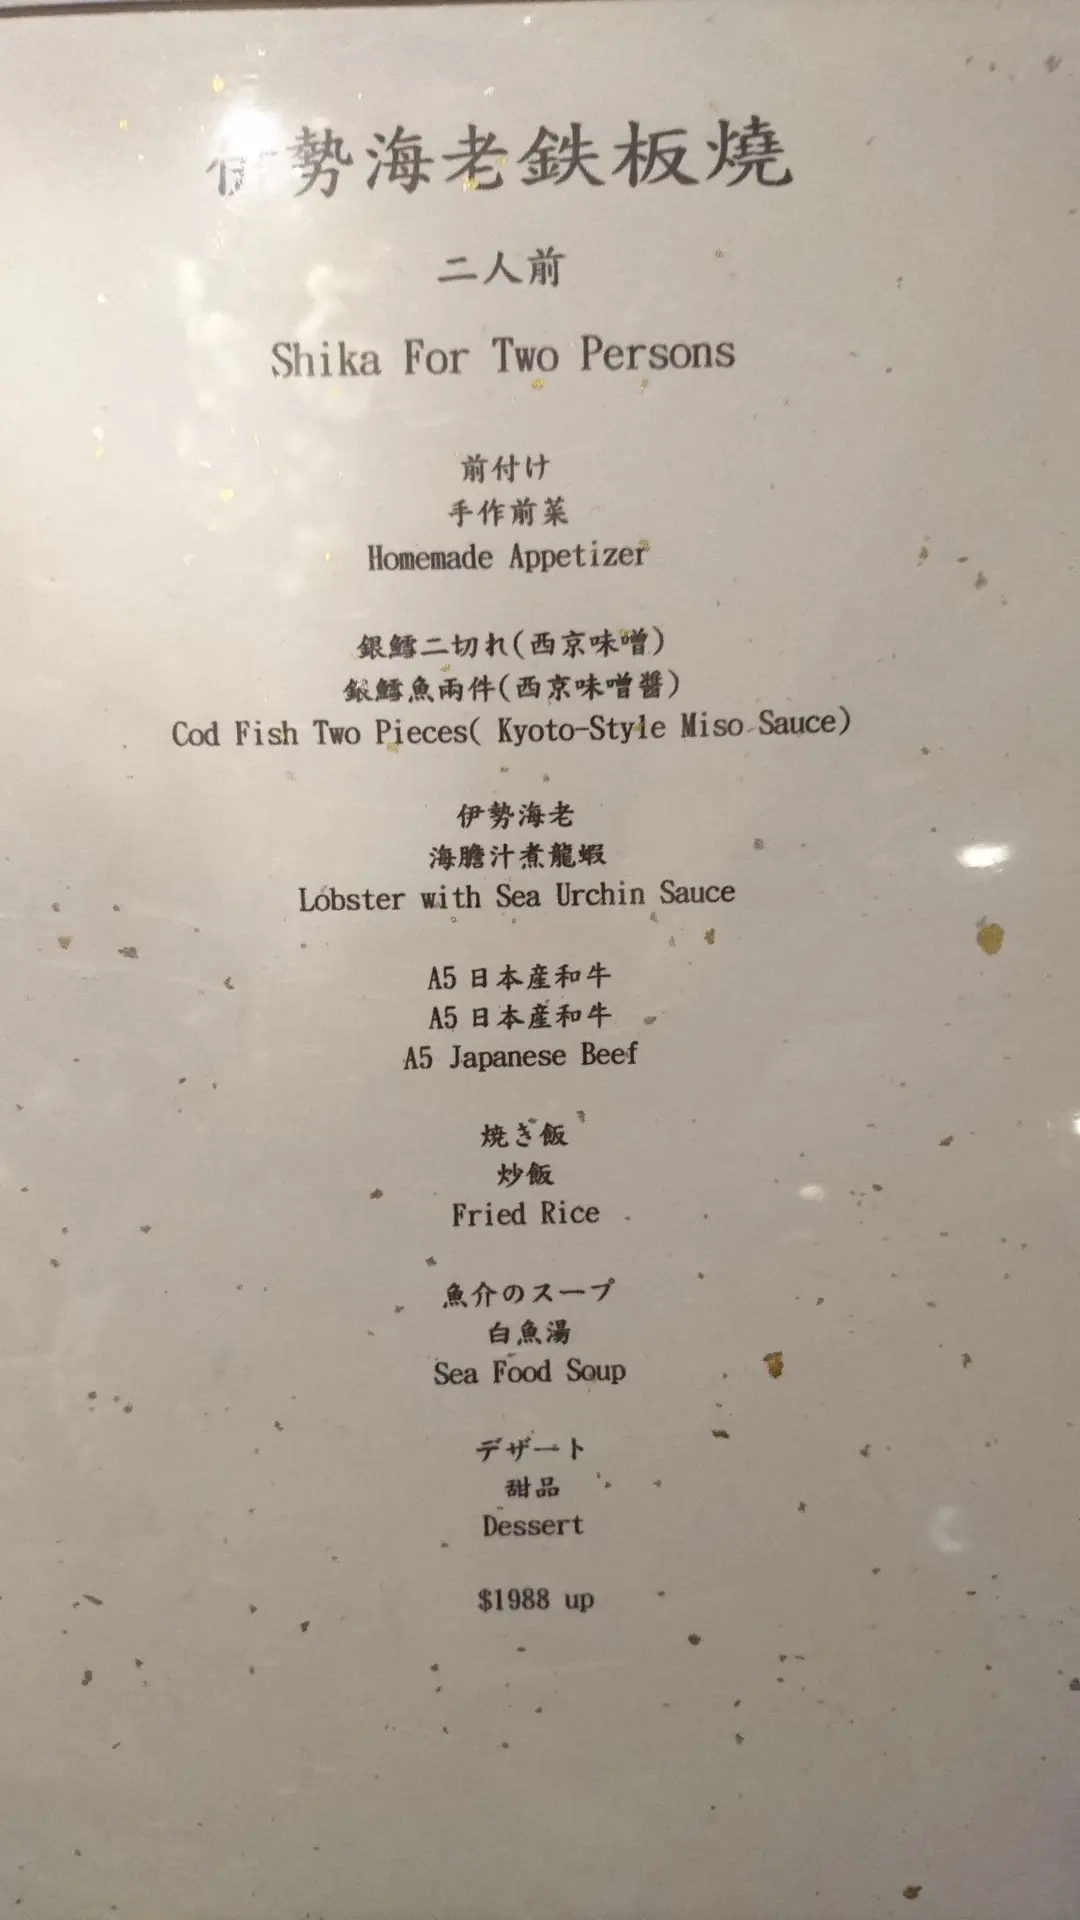 伊勢海老鉄板燒
二人前
Shika For Two Persons
前付け
手作前菜
Homemade Appetizer
銀鱈二切れ(西京味噌)
銀鱈魚兩件(西京味噌醬)
Cod Fish Two Pieces( Kyoto-Style Miso Sauce)
伊勢海老
海膽汁煮龍蝦
Lobster with Sea Urchin Sauce
A5 日本産和牛
A5 日本産和牛
A5 Japanese Beef
焼き飯
炒飯
Fried Rice
魚介のスープ
白魚湯
Sea Food Soup
デザート
甜品
Dessert
$1988 up